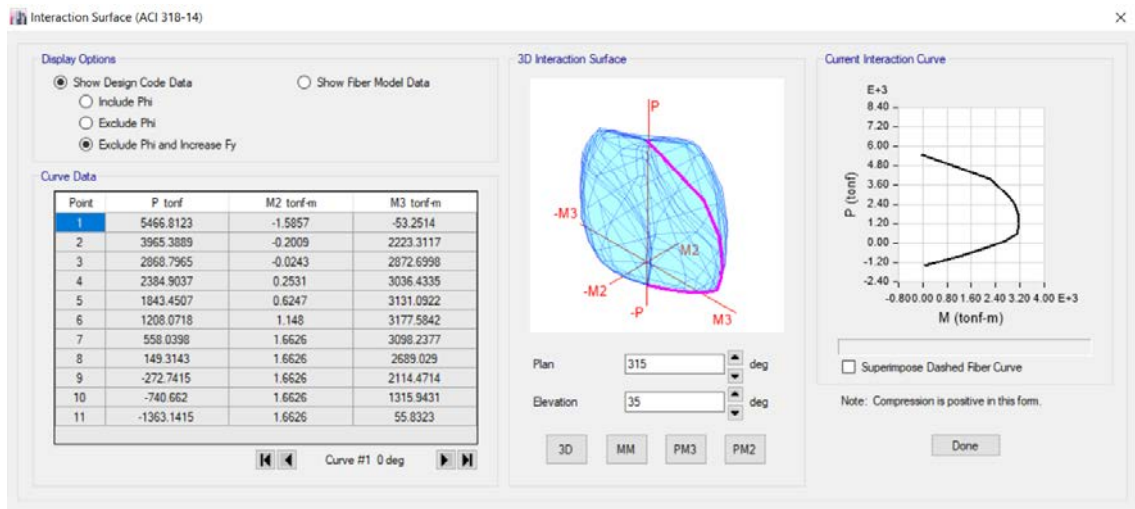 Interaction Surface (ACI 318-14)
Display Options
Show Design Code Data
Show Fiber Model Data
Include Phi
Exclude Phi
Exclude Phi and Increase Fy
Curve Data
Point P tonf M2 tonf-m M3 tonf-m
1 5466.8123 -1.5857 -53.2514
2 3965.3889 -0.2009 2223.3117
3 2868.7965 -0.0243 2872.6998
4 2384.9037 0.2531 3036.4335
5 1843.4507 0.6247 3131.0922
6 1208.0718 1.148 3177.5842
7 558.0398 1.6626 3098.2377
8 149.3143 1.6626 2689.029
9 -272.7415 1.6626 2114.4714
10 -740.662 1.6626 1315.9431
11 -1363.1415 1.6626 55.8323
Curve #1 0 deg
3D Interaction Surface
P
-M3
M2
-M2
-P
M3
Plan 315 deg
Elevation 35 deg
3D MM PM3 PM2
Current Interaction Curve
E+3
8.40
7.20
6.00
4.80
3.60
2.40
1.20
0.00
-1.20
-2.40
P (tonf)
-0.80 0.00 0.80 1.60 2.40 3.20 4.00 E+3
M (tonf-m)
Superimpose Dashed Fiber Curve
Note: Compression is positive in this form.
Done